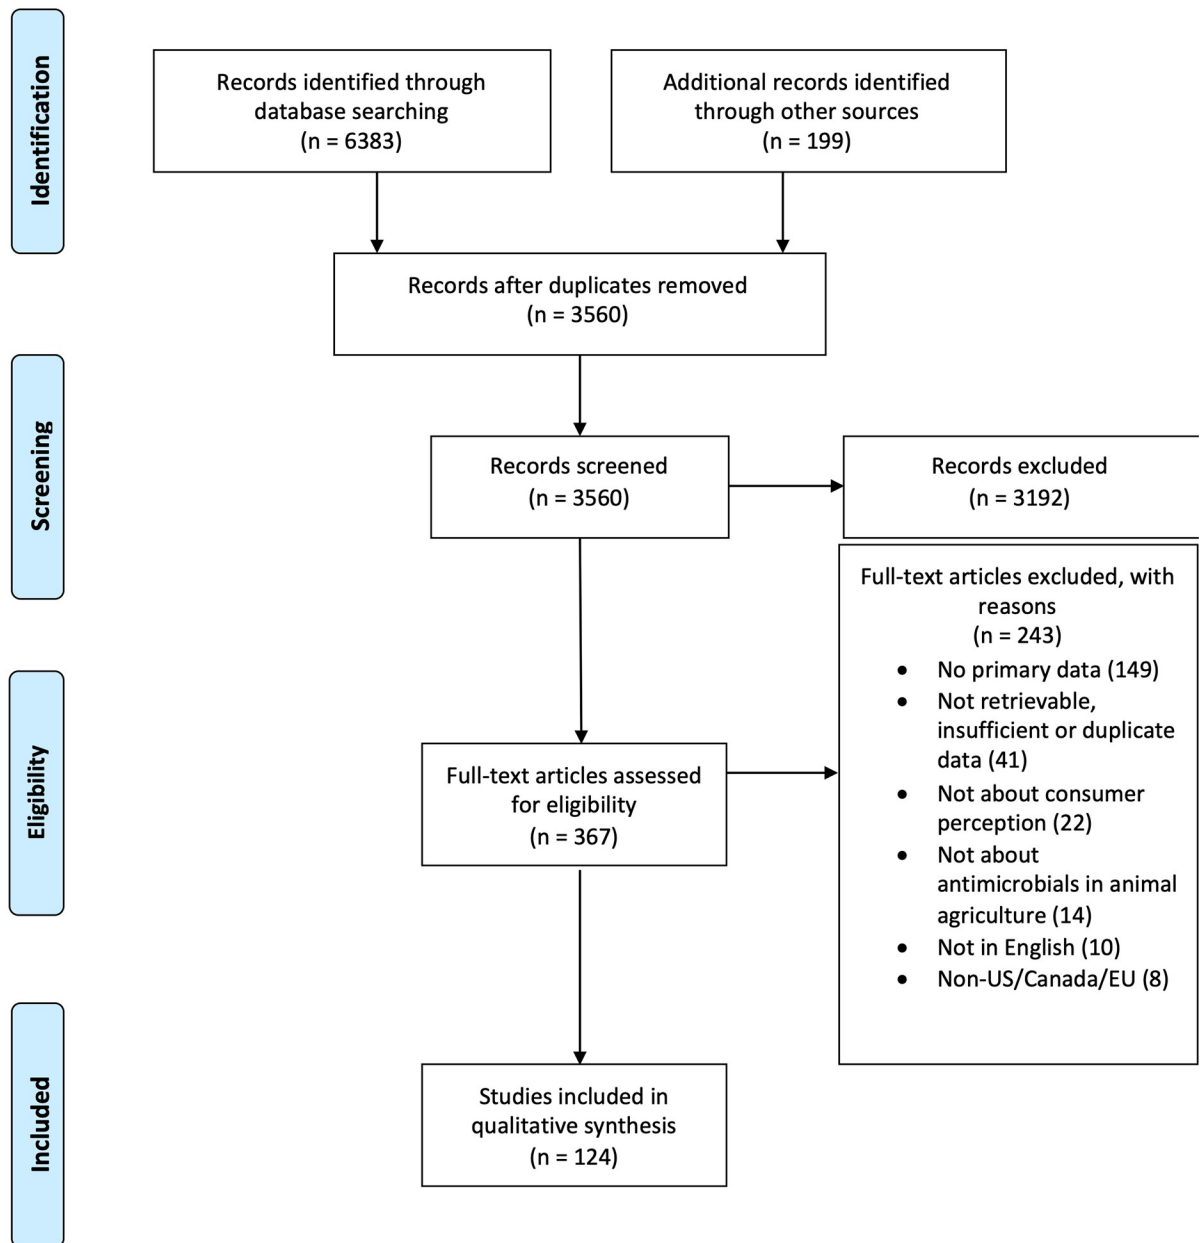 Identification
Records identified through
database searching
(n = 6383)
Additional records identified
through other sources
(n = 199)
Records after duplicates removed
(n = 3560)
Screening
Records screened
(n = 3560)
Records excluded
(n = 3192)
Eligibility
Full-text articles assessed
for eligibility
(n = 367)
Full-text articles excluded, with
reasons
(n = 243)
• No primary data (149)
• Not retrievable,
insufficient or duplicate
data (41)
• Not about consumer
perception (22)
• Not about
antimicrobials in animal
agriculture (14)
• Not in English (10)
• Non-US/Canada/EU (8)
Included
Studies included in
qualitative synthesis
(n = 124)